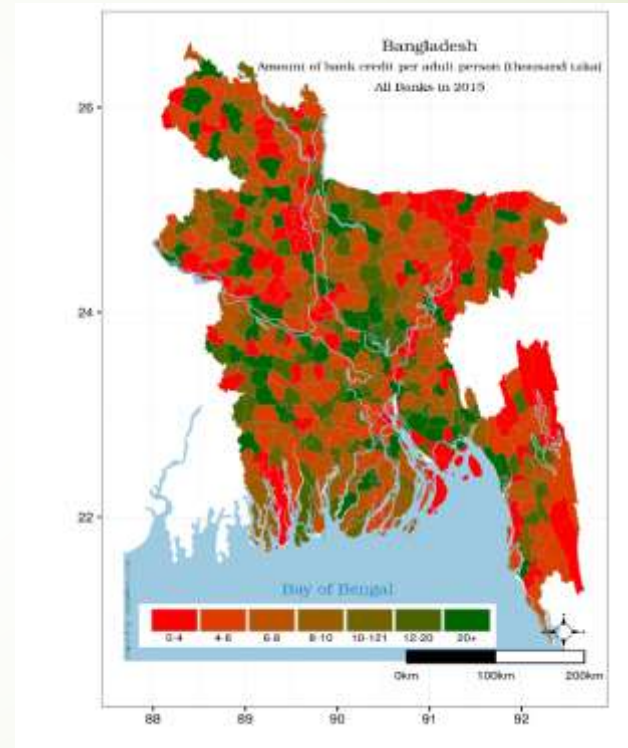 Bangladesh
Amount of bank credit per adult person (thousand taka)
All Banks in 2015
26
24
22
Bay of Bengal
0-4 4-6 6-8 8-10 10-121 12-20 20+
0km 100km 200km
88 89 90 91 92